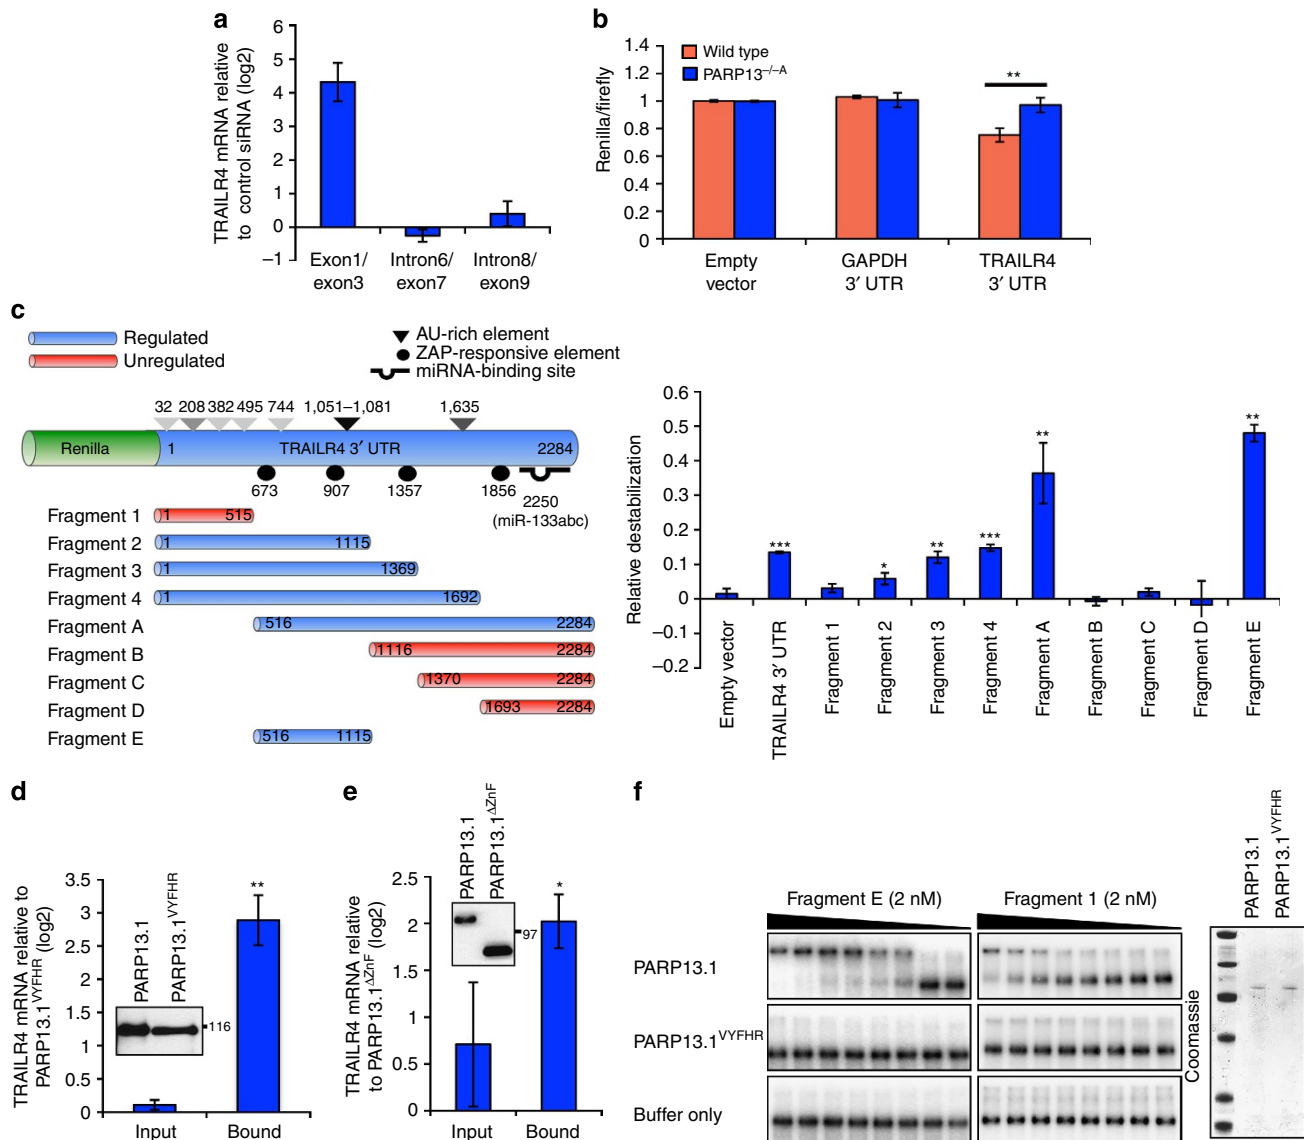 a
TRAILR4 mRNA relative
to control siRNA (log2)
6
5
4
3
2
1
0
−1
Exon1/
exon3
Intron6/
exon7
Intron8/
exon9
b
Wild type
PARP13−/−A
Renilla/firefly
1.4
1.2
1
0.8
0.6
0.4
0.2
0
**
Empty
vector
GAPDH
3′ UTR
TRAILR4
3′ UTR
c
Regulated
Unregulated
AU-rich element
ZAP-responsive element
miRNA-binding site
32 208 382 495 744 1,051–1,081 1,635
Renilla 1 TRAILR4 3′ UTR 2284
673 907 1357 1856 2250
(miR-133abc)
Fragment 1 1 515
Fragment 2 1 1115
Fragment 3 1 1369
Fragment 4 1 1692
Fragment A 516 2284
Fragment B 1116 2284
Fragment C 1370 2284
Fragment D 1693 2284
Fragment E 516 1115
Relative destabilization
0.6
0.5
0.4
0.3
0.2
0.1
0
−0.1
−0.2
***
*
**
***
**
**
Empty vector
TRAILR4 3′ UTR
Fragment 1
Fragment 2
Fragment 3
Fragment 4
Fragment A
Fragment B
Fragment C
Fragment D
Fragment E
d
TRAILR4 mRNA relative to
PARP13.1VYFHR (log2)
3.5
3
2.5
2
1.5
1
0.5
0
PARP13.1
PARP13.1VYFHR
116
**
Input
Bound
e
TRAILR4 mRNA relative
to PARP13.1ΔZnF (log2)
2.5
2
1.5
1
0.5
0
PARP13.1
PARP13.1ΔZnF
97
*
Input
Bound
f
Fragment E (2 nM)
Fragment 1 (2 nM)
PARP13.1
PARP13.1VYFHR
Buffer only
PARP13.1
PARP13.1VYFHR
Coomassie